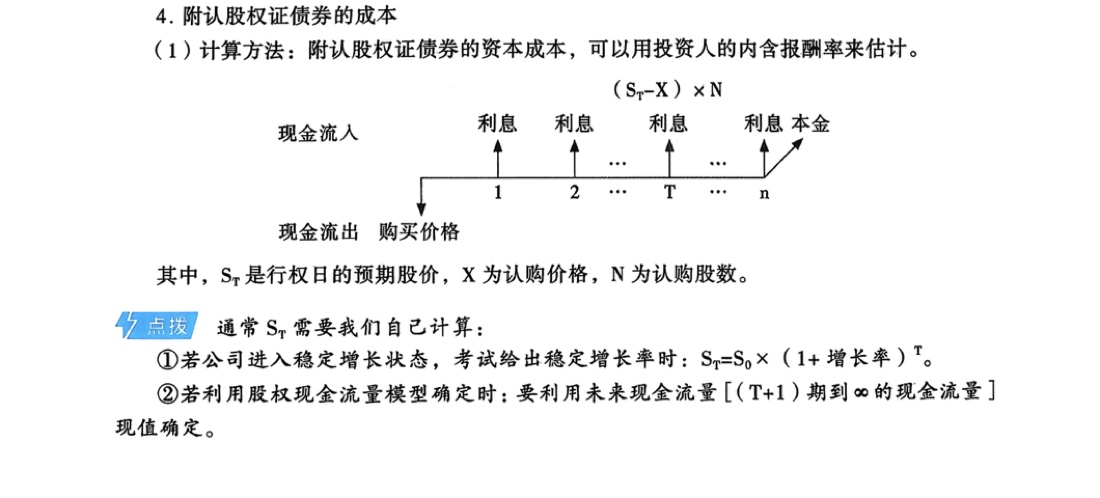 4. 附认股权证债券的成本
(1)计算方法:附认股权证债券的资本成本,可以用投资人的内含报酬率来估计。
(S_T-X)×N
现金流入 利息 利息 利息 利息 本金
… …
1 2 … T … n
现金流出 购买价格
其中,S_T是行权日的预期股价,X 为认购价格,N 为认购股数。
点拨 通常 S_T 需要我们自己计算:
①若公司进入稳定增长状态,考试给出稳定增长率时:S_T=S_0×(1+增长率)^T。
②若利用股权现金流量模型确定时:要利用未来现金流量[(T+1)期到∞的现金流量]
现值确定。